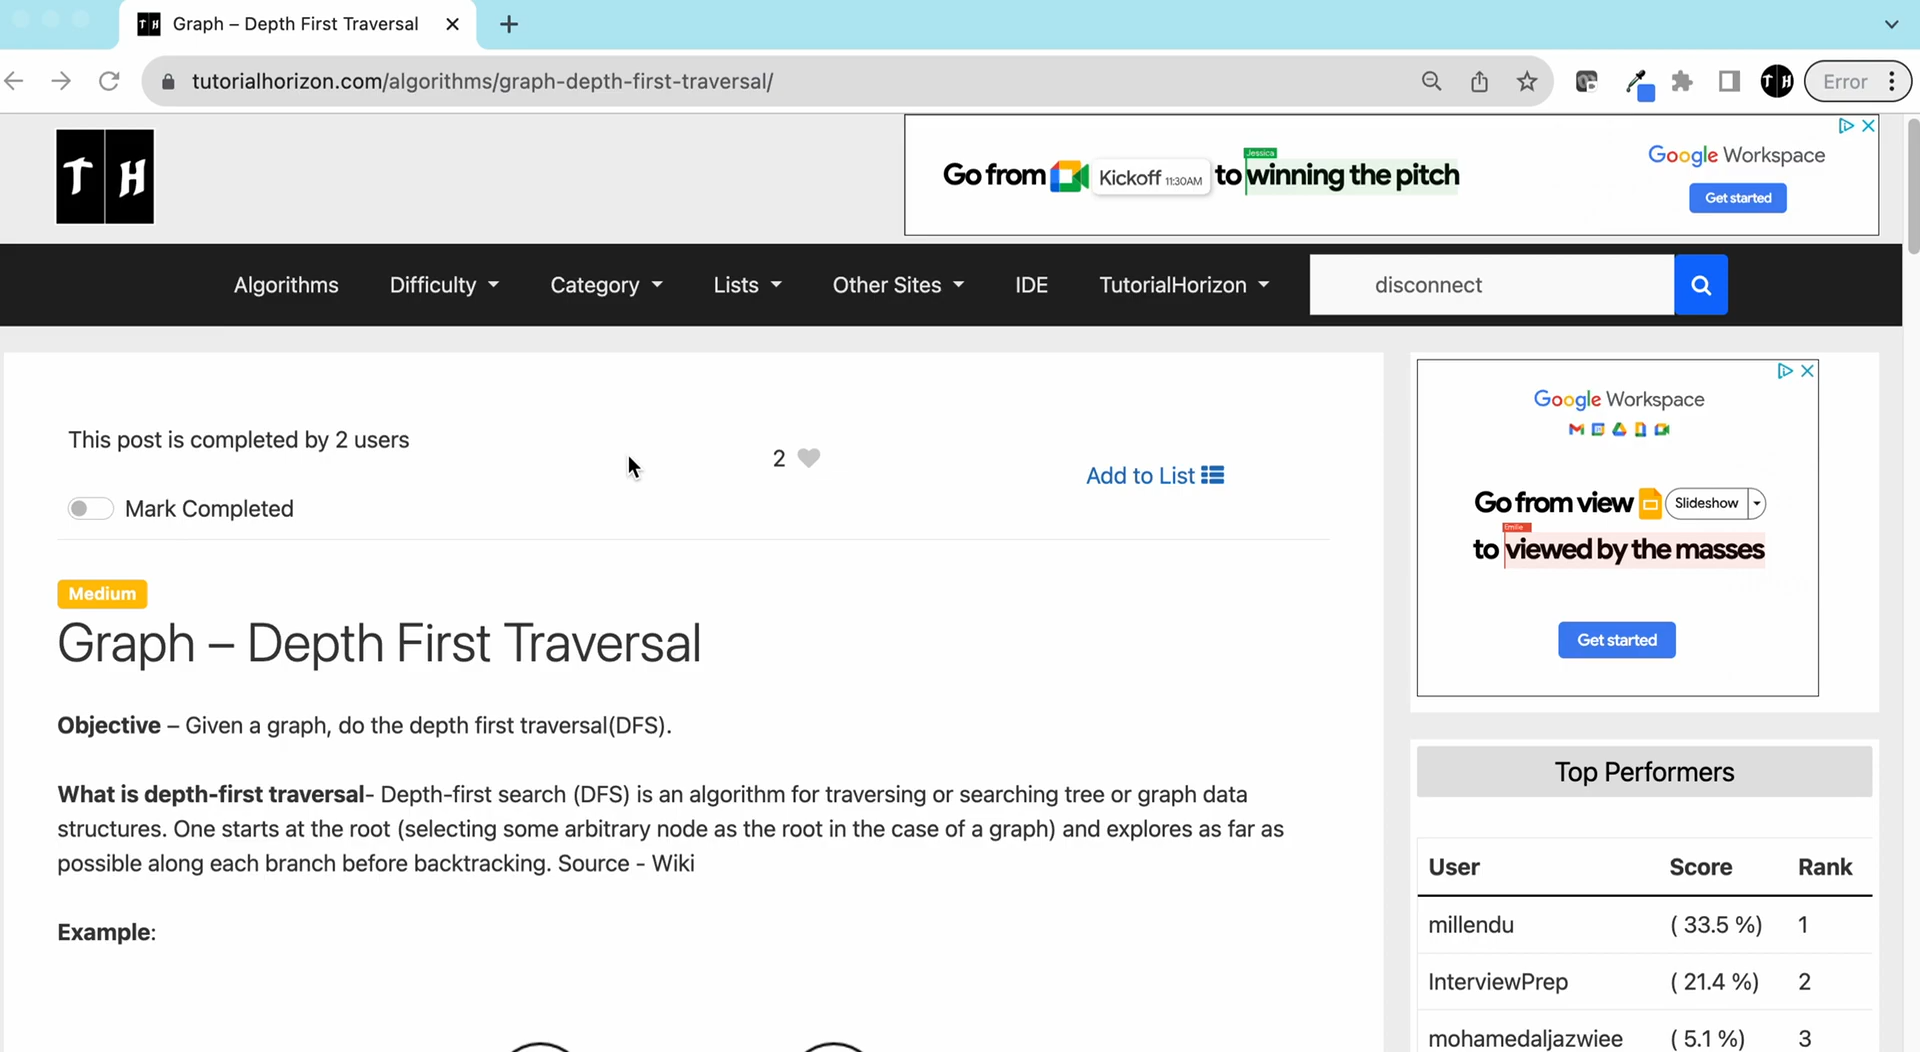 TH Graph – Depth First Traversal
tutorialhorizon.com/algorithms/graph-depth-first-traversal/
TH
Error
T H
Go from Kickoff 11:30AM to winning the pitch
Jessica
Google Workspace
Get started
Algorithms Difficulty Category Lists Other Sites IDE TutorialHorizon disconnect
This post is completed by 2 users
2
Add to List
Mark Completed
Medium
Graph – Depth First Traversal
Objective – Given a graph, do the depth first traversal(DFS).
What is depth-first traversal- Depth-first search (DFS) is an algorithm for traversing or searching tree or graph data
structures. One starts at the root (selecting some arbitrary node as the root in the case of a graph) and explores as far as
possible along each branch before backtracking. Source - Wiki
Example:
Google Workspace
Go from view Slideshow
Emilie
to viewed by the masses
Get started
Top Performers
User Score Rank
millendu ( 33.5 %) 1
InterviewPrep ( 21.4 %) 2
mohamedaljazwiee ( 5.1 %) 3